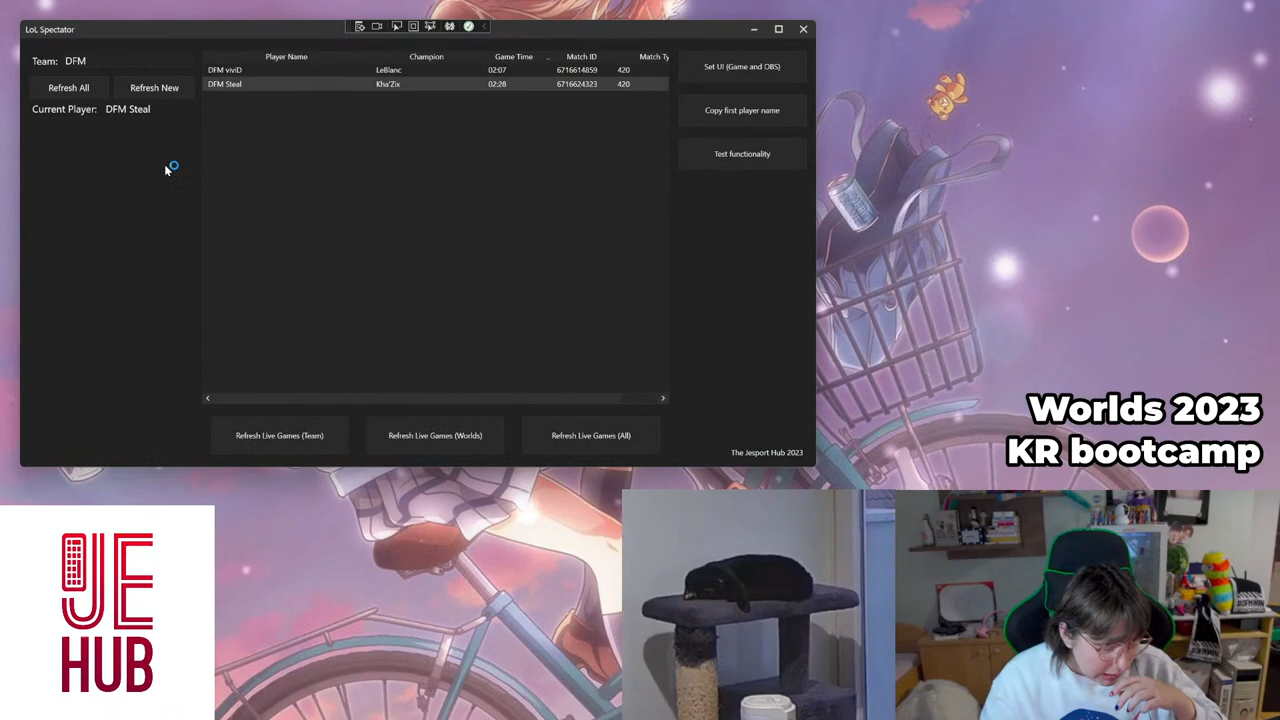 LoL Spectator
Team: DFM
Refresh All
Refresh New
Current Player: DFM Steal
Player Name Champion Game Time .. Match ID Match Ty
DFM viviD LeBlanc 02:07 6716614859 420
DFM Steal Kha'Zix 02:28 6716624323 420
Set UI (Game and OBS)
Copy first player name
Test functionality
Refresh Live Games (Team)
Refresh Live Games (Worlds)
Refresh Live Games (All)
The Jesport Hub 2023
Worlds 2023
KR bootcamp
JE
HUB